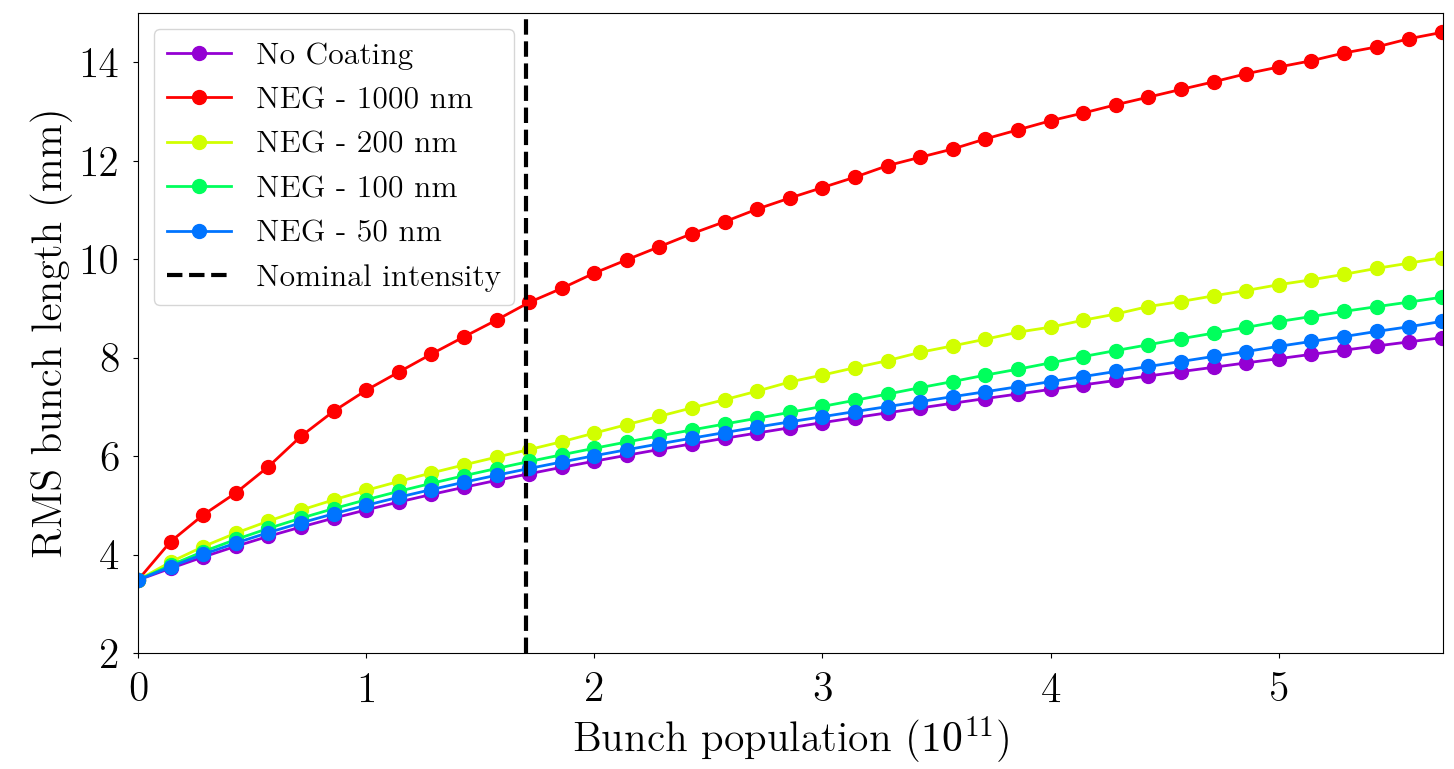 No Coating
NEG - 1000 nm
NEG - 200 nm
NEG - 100 nm
NEG - 50 nm
Nominal intensity
RMS bunch length (mm)
14
12
10
8
6
4
2
0 1 2 3 4 5
Bunch population (10¹¹)